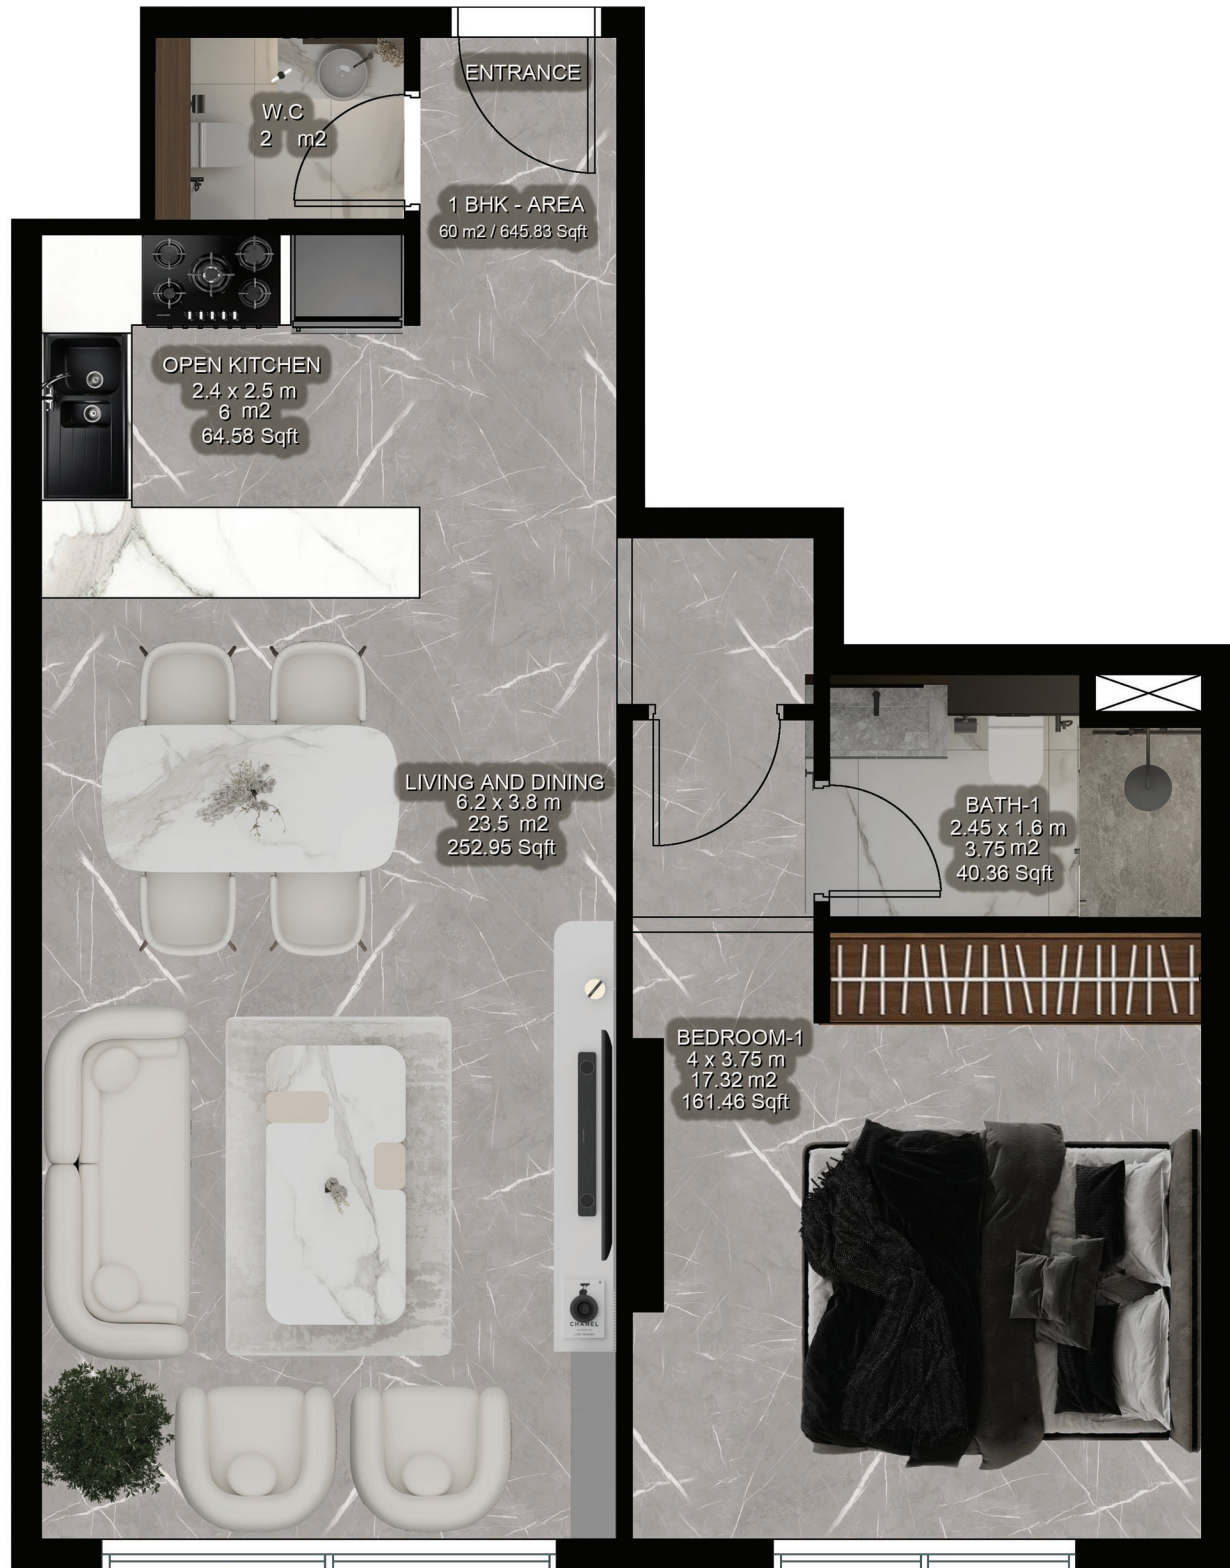 ENTRANCE
W.C
2 m2
1 BHK - AREA
60 m2 / 645.83 Sqft
OPEN KITCHEN
2.4 x 2.5 m
6 m2
64.58 Sqft
LIVING AND DINING
6.2 x 3.8 m
23.5 m2
252.95 Sqft
BATH-1
2.45 x 1.6 m
3.75 m2
40.36 Sqft
BEDROOM-1
4 x 3.75 m
17.32 m2
161.46 Sqft
CHANEL